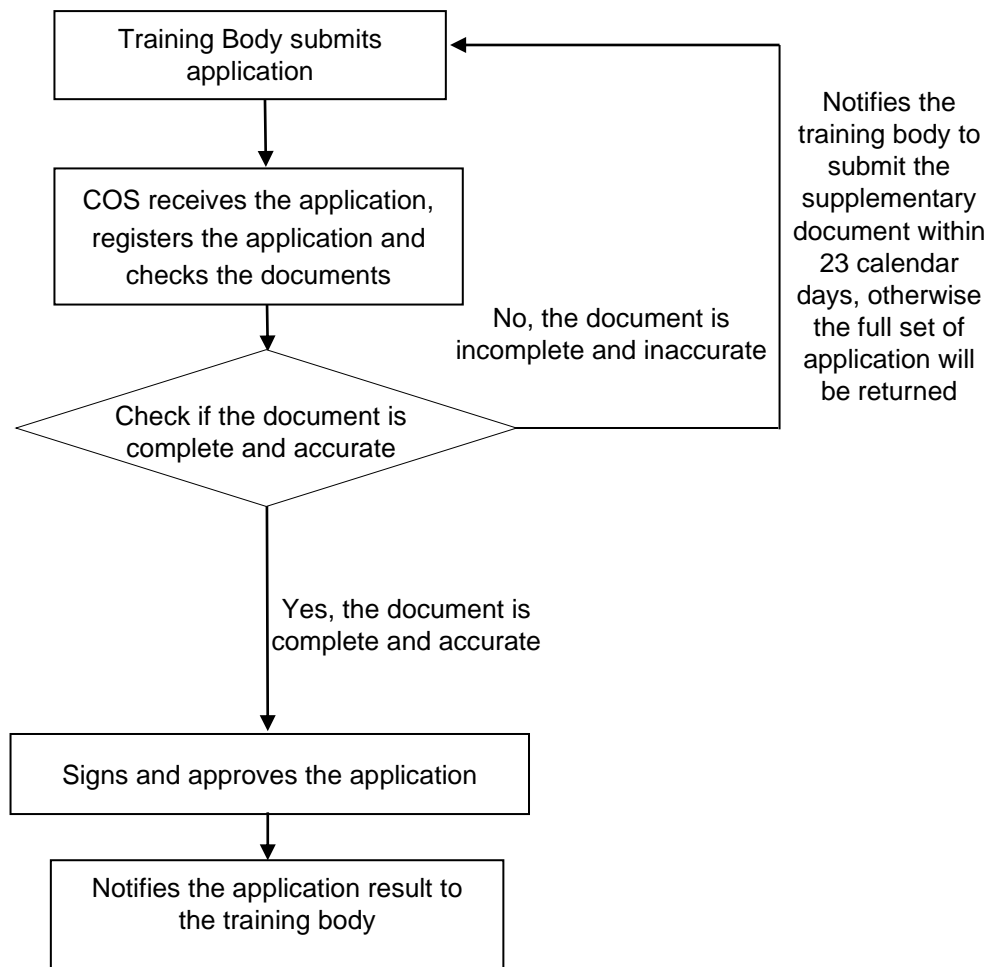 Training Body submits
application
COS receives the application,
registers the application and
checks the documents
Check if the document is
complete and accurate
No, the document is
incomplete and inaccurate
Notifies the
training body to
submit the
supplementary
document within
23 calendar
days, otherwise
the full set of
application will
be returned
Yes, the document is
complete and accurate
Signs and approves the application
Notifies the application result to
the training body